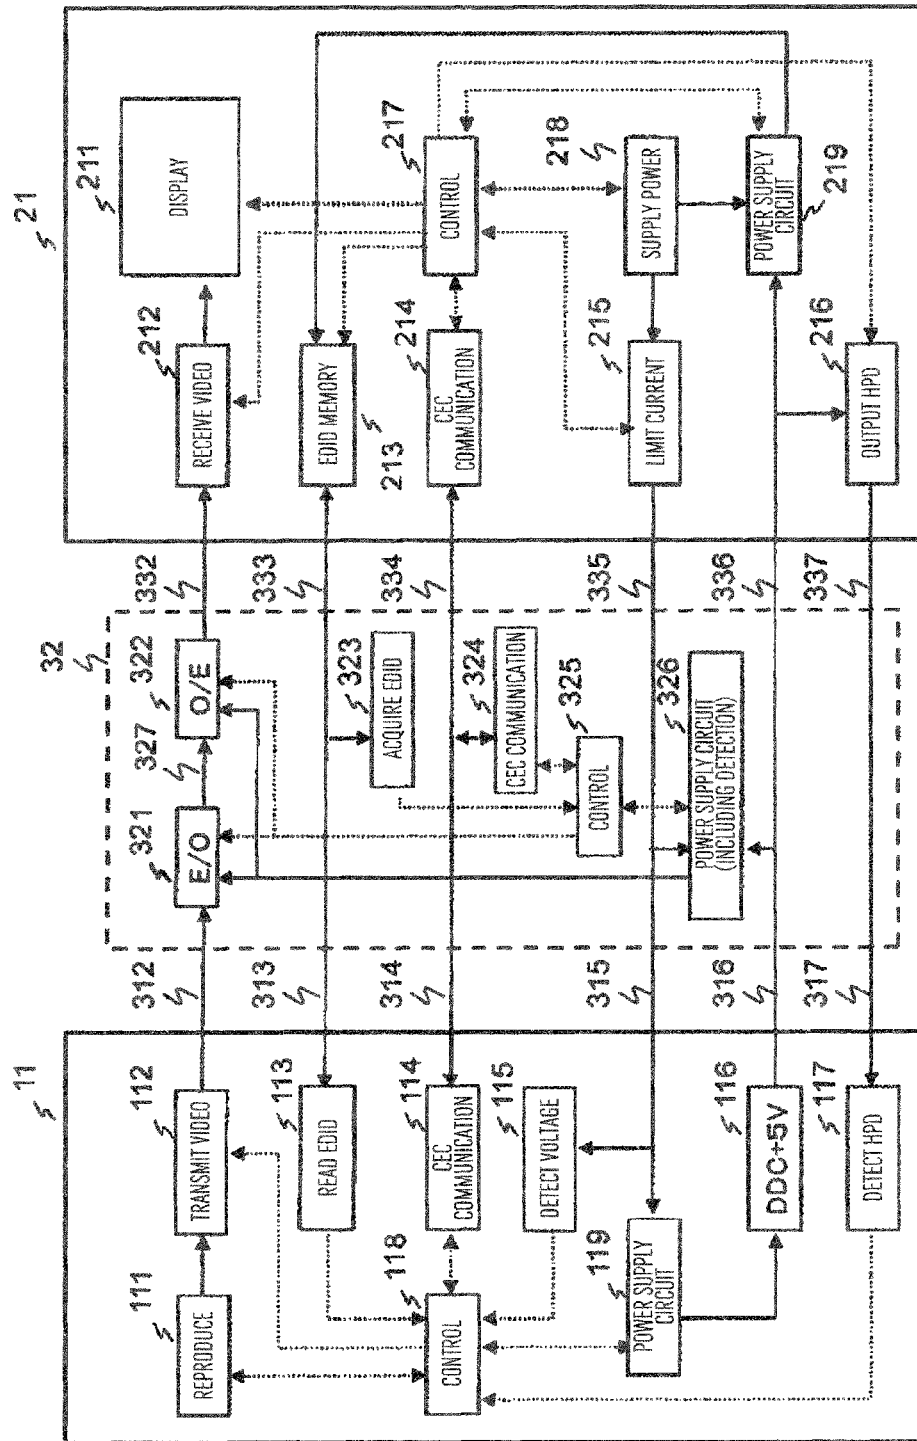 11
111
REPRODUCE
112
TRANSMIT VIDEO
113
READ EDID
114
CEC
COMMUNICATION
118
CONTROL
115
DETECT VOLTAGE
119
POWER SUPPLY
CIRCUIT
116
DDC+5V
117
DETECT HPD
312
313
314
315
316
317
32
321
E/O
327
322
O/E
323
ACQUIRE EDID
324
CEC COMMUNICATION
325
CONTROL
326
POWER SUPPLY CIRCUIT
(INCLUDING DETECTION)
332
333
334
335
336
337
21
212
RECEIVE VIDEO
211
DISPLAY
EDID MEMORY
213
214
CEC
COMMUNICATION
217
CONTROL
215
LIMIT CURRENT
218
SUPPLY POWER
POWER SUPPLY
CIRCUIT
219
216
OUTPUT HPD